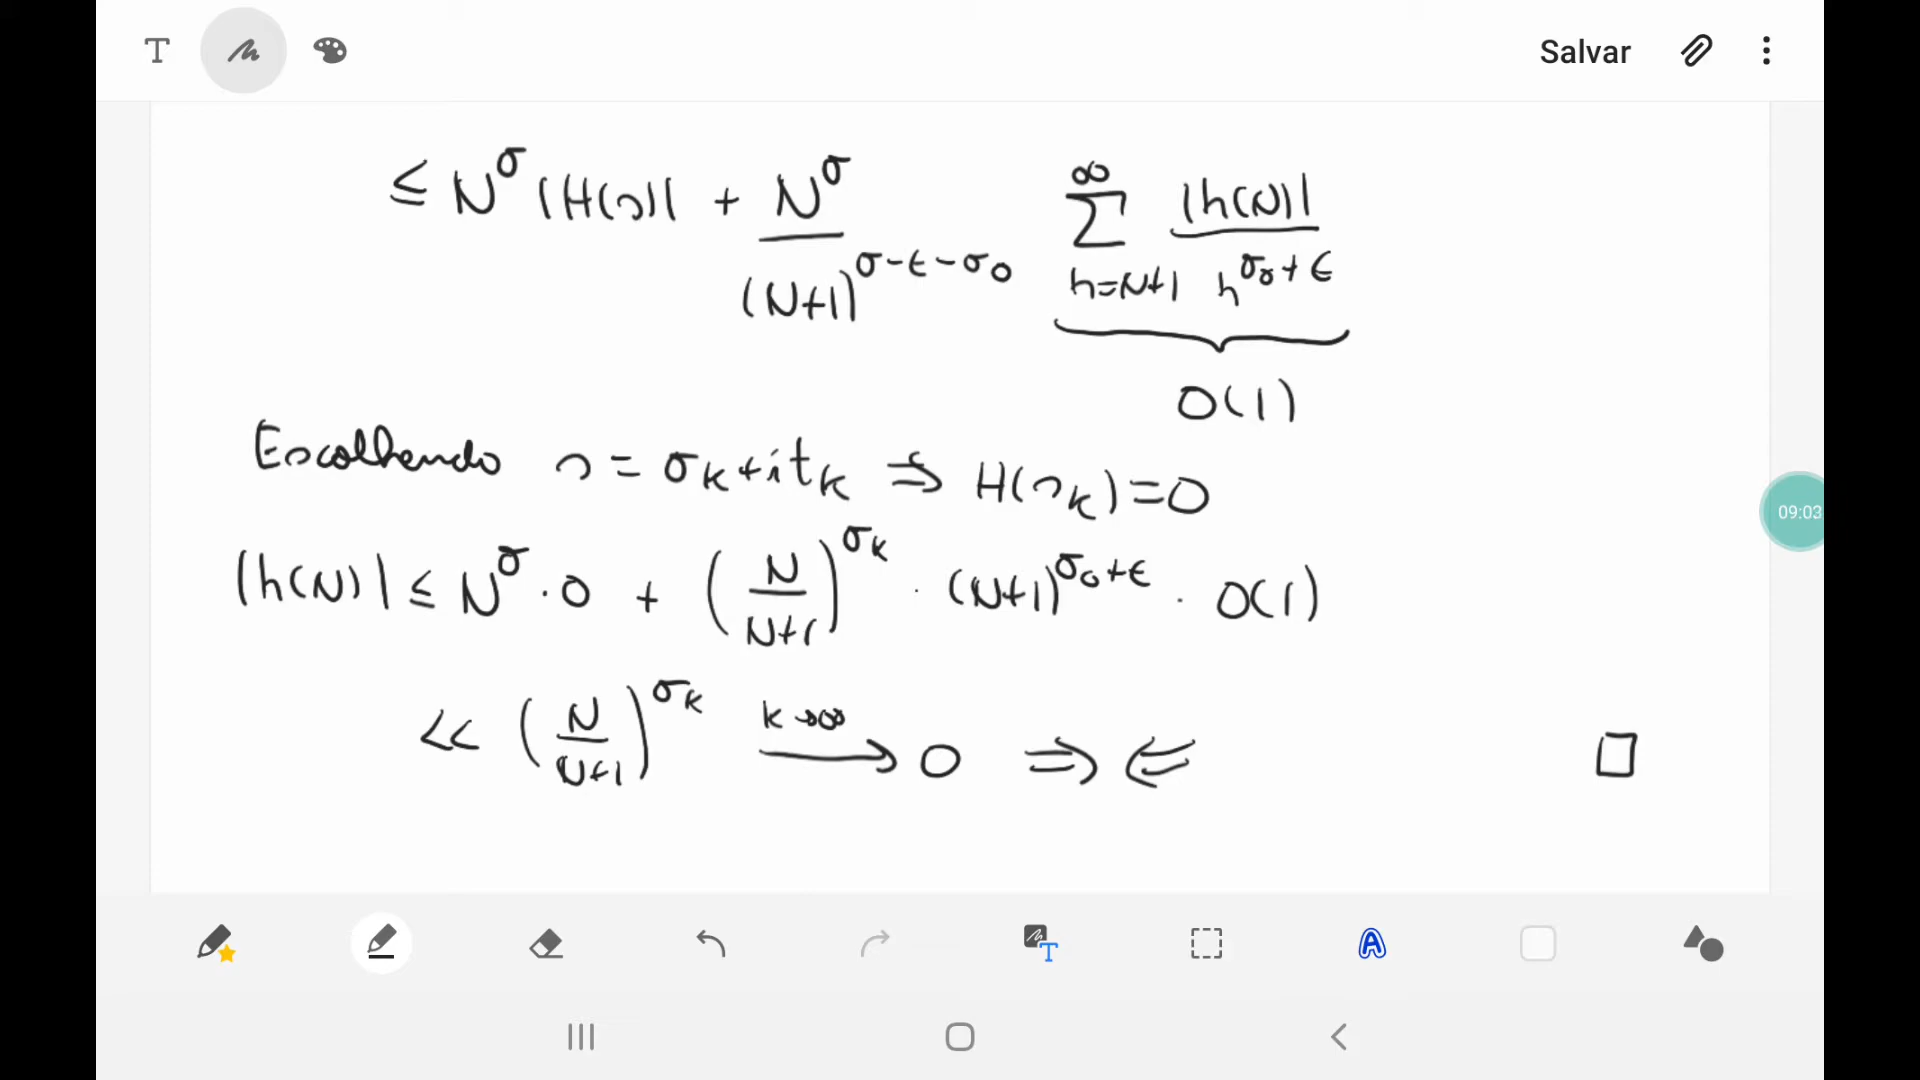 T Salvar
≤ N^σ |H(s)| + N^σ / (N+1)^{σ-ε-σ₀} ∑_{n=N+1}^{∞} |h(N)| / n^{σ₀+ε}
O(1)
Escolhendo s = σ_k + it_k ⇒ H(s_k) = 0
|h(N)| ≤ N^σ · 0 + (N/N+1)^{σ_k} · (N+1)^{σ₀+ε} · O(1)
09:03
<< (N/N+1)^{σ_k} k→∞ ⟶ 0 ⇒⇐ □